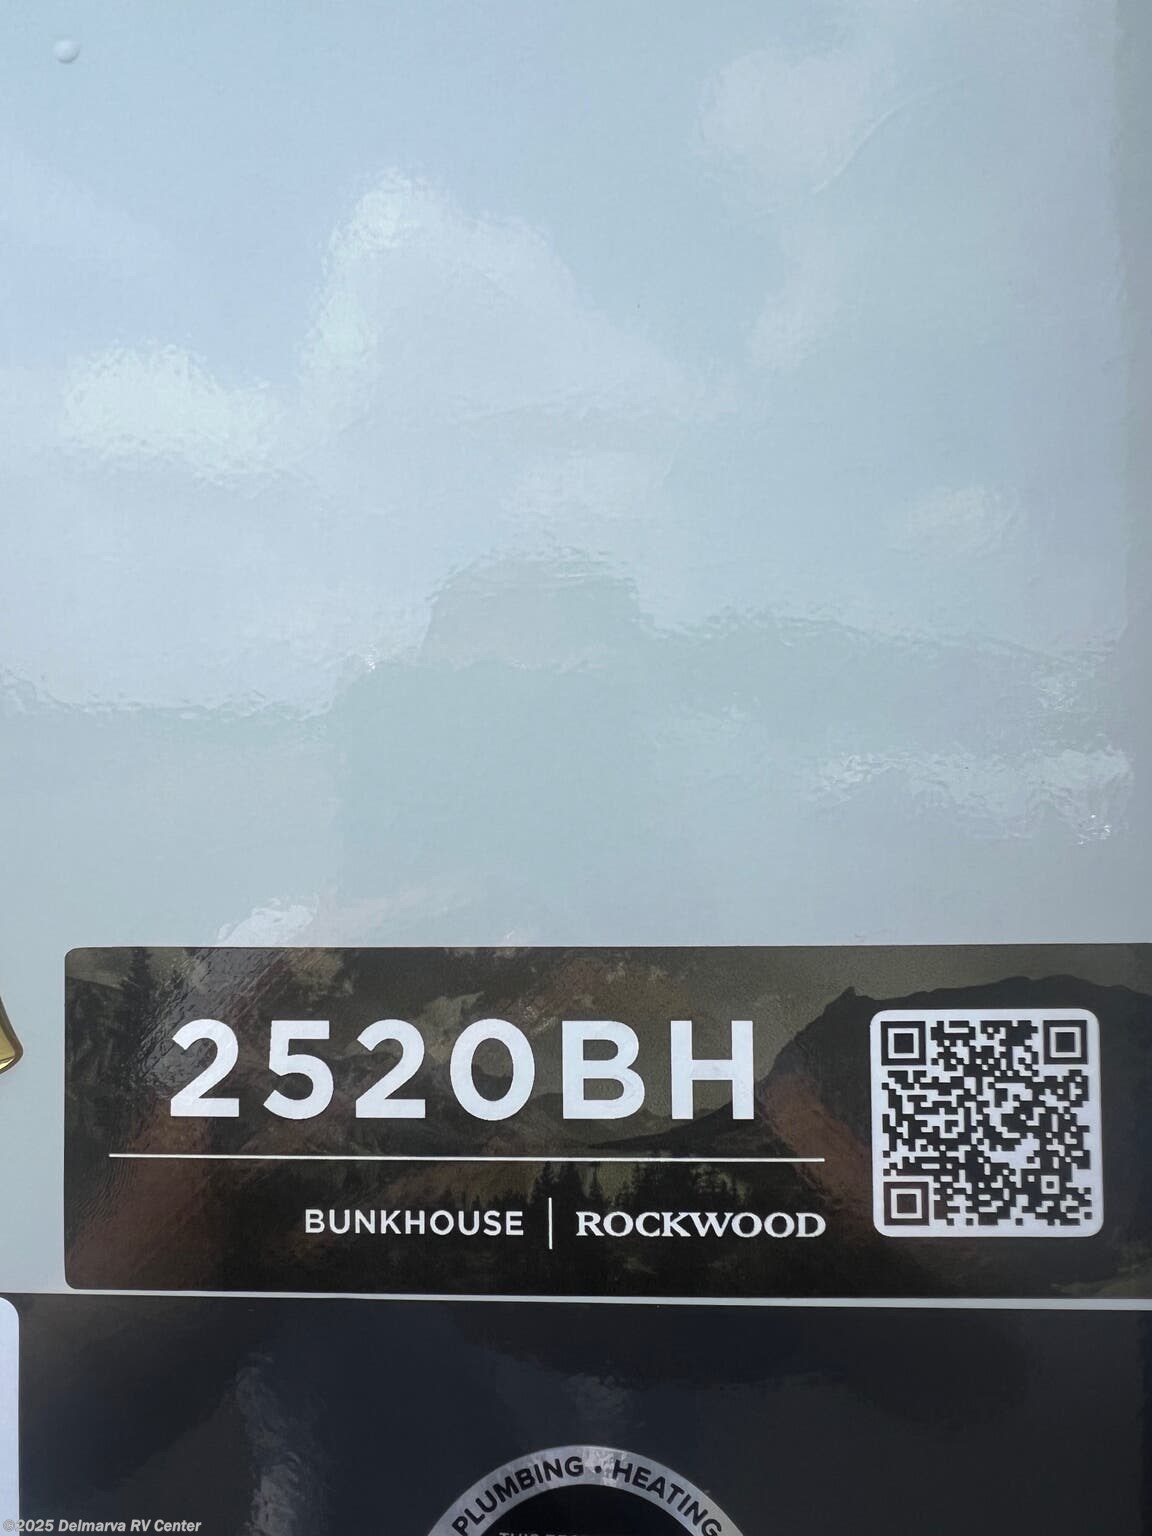 2520BH
BUNKHOUSE | ROCKWOOD
PLUMBING • HEATING
©2025 Delmarva RV Center